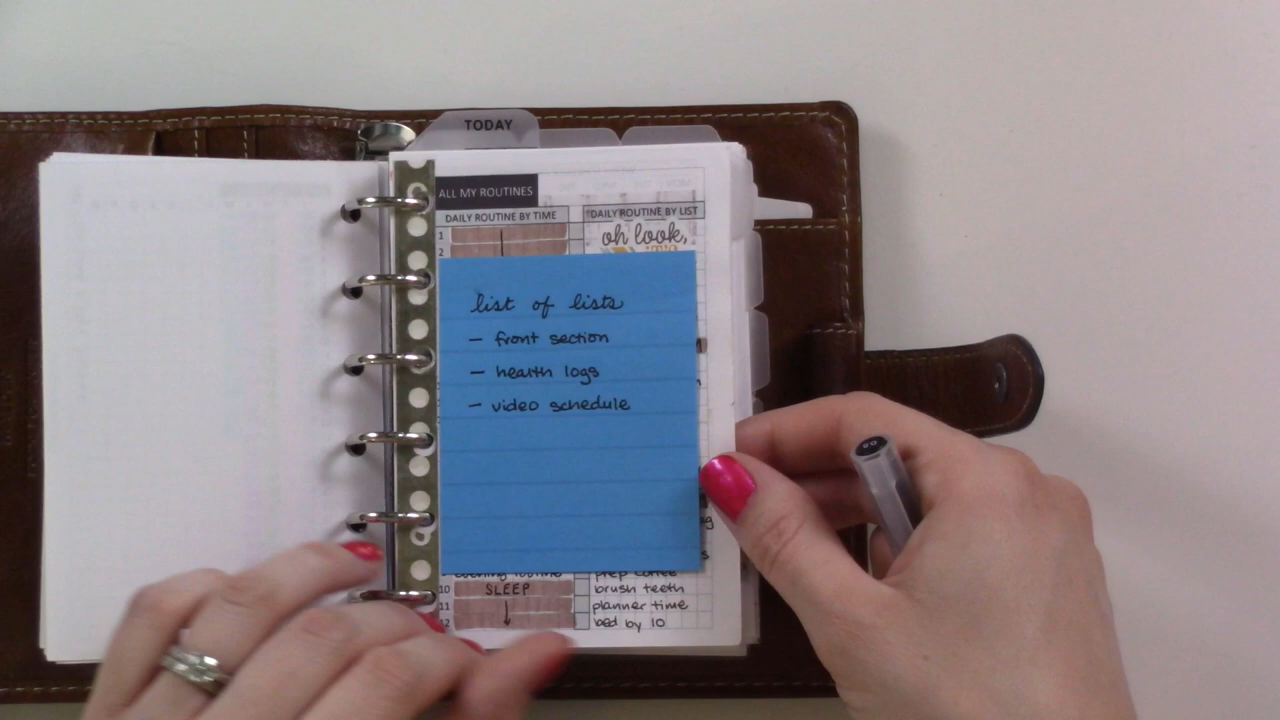 TODAY
ALL MY ROUTINES
DAILY ROUTINE BY TIME
DAILY ROUTINE BY LIST
1
2
oh look,
list of lists
- front section
- health logs
- video schedule
evening routine
prep coffee
10
SLEEP
brush teeth
11
planner time
12
bed by 10